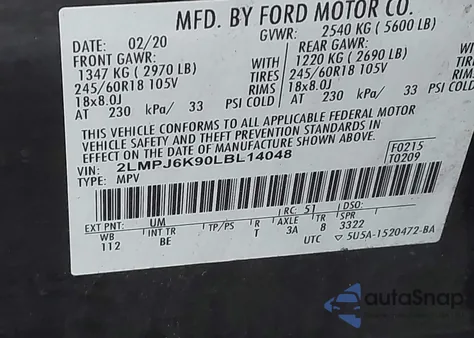 MFD. BY FORD MOTOR CO.
DATE: 02/20 GVWR: 2540 KG (5600 LB)
FRONT GAWR: REAR GAWR:
1347 KG (2970 LB) WITH 1220 KG (2690 LB) WITH
245/60R18 105V TIRES 245/60R18 105V TIRES
18x8.0J RIMS 18x8.0J RIMS
AT 230 kPa/ 33 PSI COLD AT 230 kPa/ 33 PSI COLD
THIS VEHICLE CONFORMS TO ALL APPLICABLE FEDERAL MOTOR
VEHICLE SAFETY AND THEFT PREVENTION STANDARDS IN
EFFECT ON THE DATE OF MANUFACTURE SHOWN ABOVE.
VIN: 2LMPJ6K90LBL14048 F0215
TYPE: MPV T0209
EXT PNT: UM RC: 51 DSO:
WB INT TR TP/PS R AXLE TR SPR
112 BE T 3A 8 3322
UTC 5U5A-1520472-BA
autoSnap